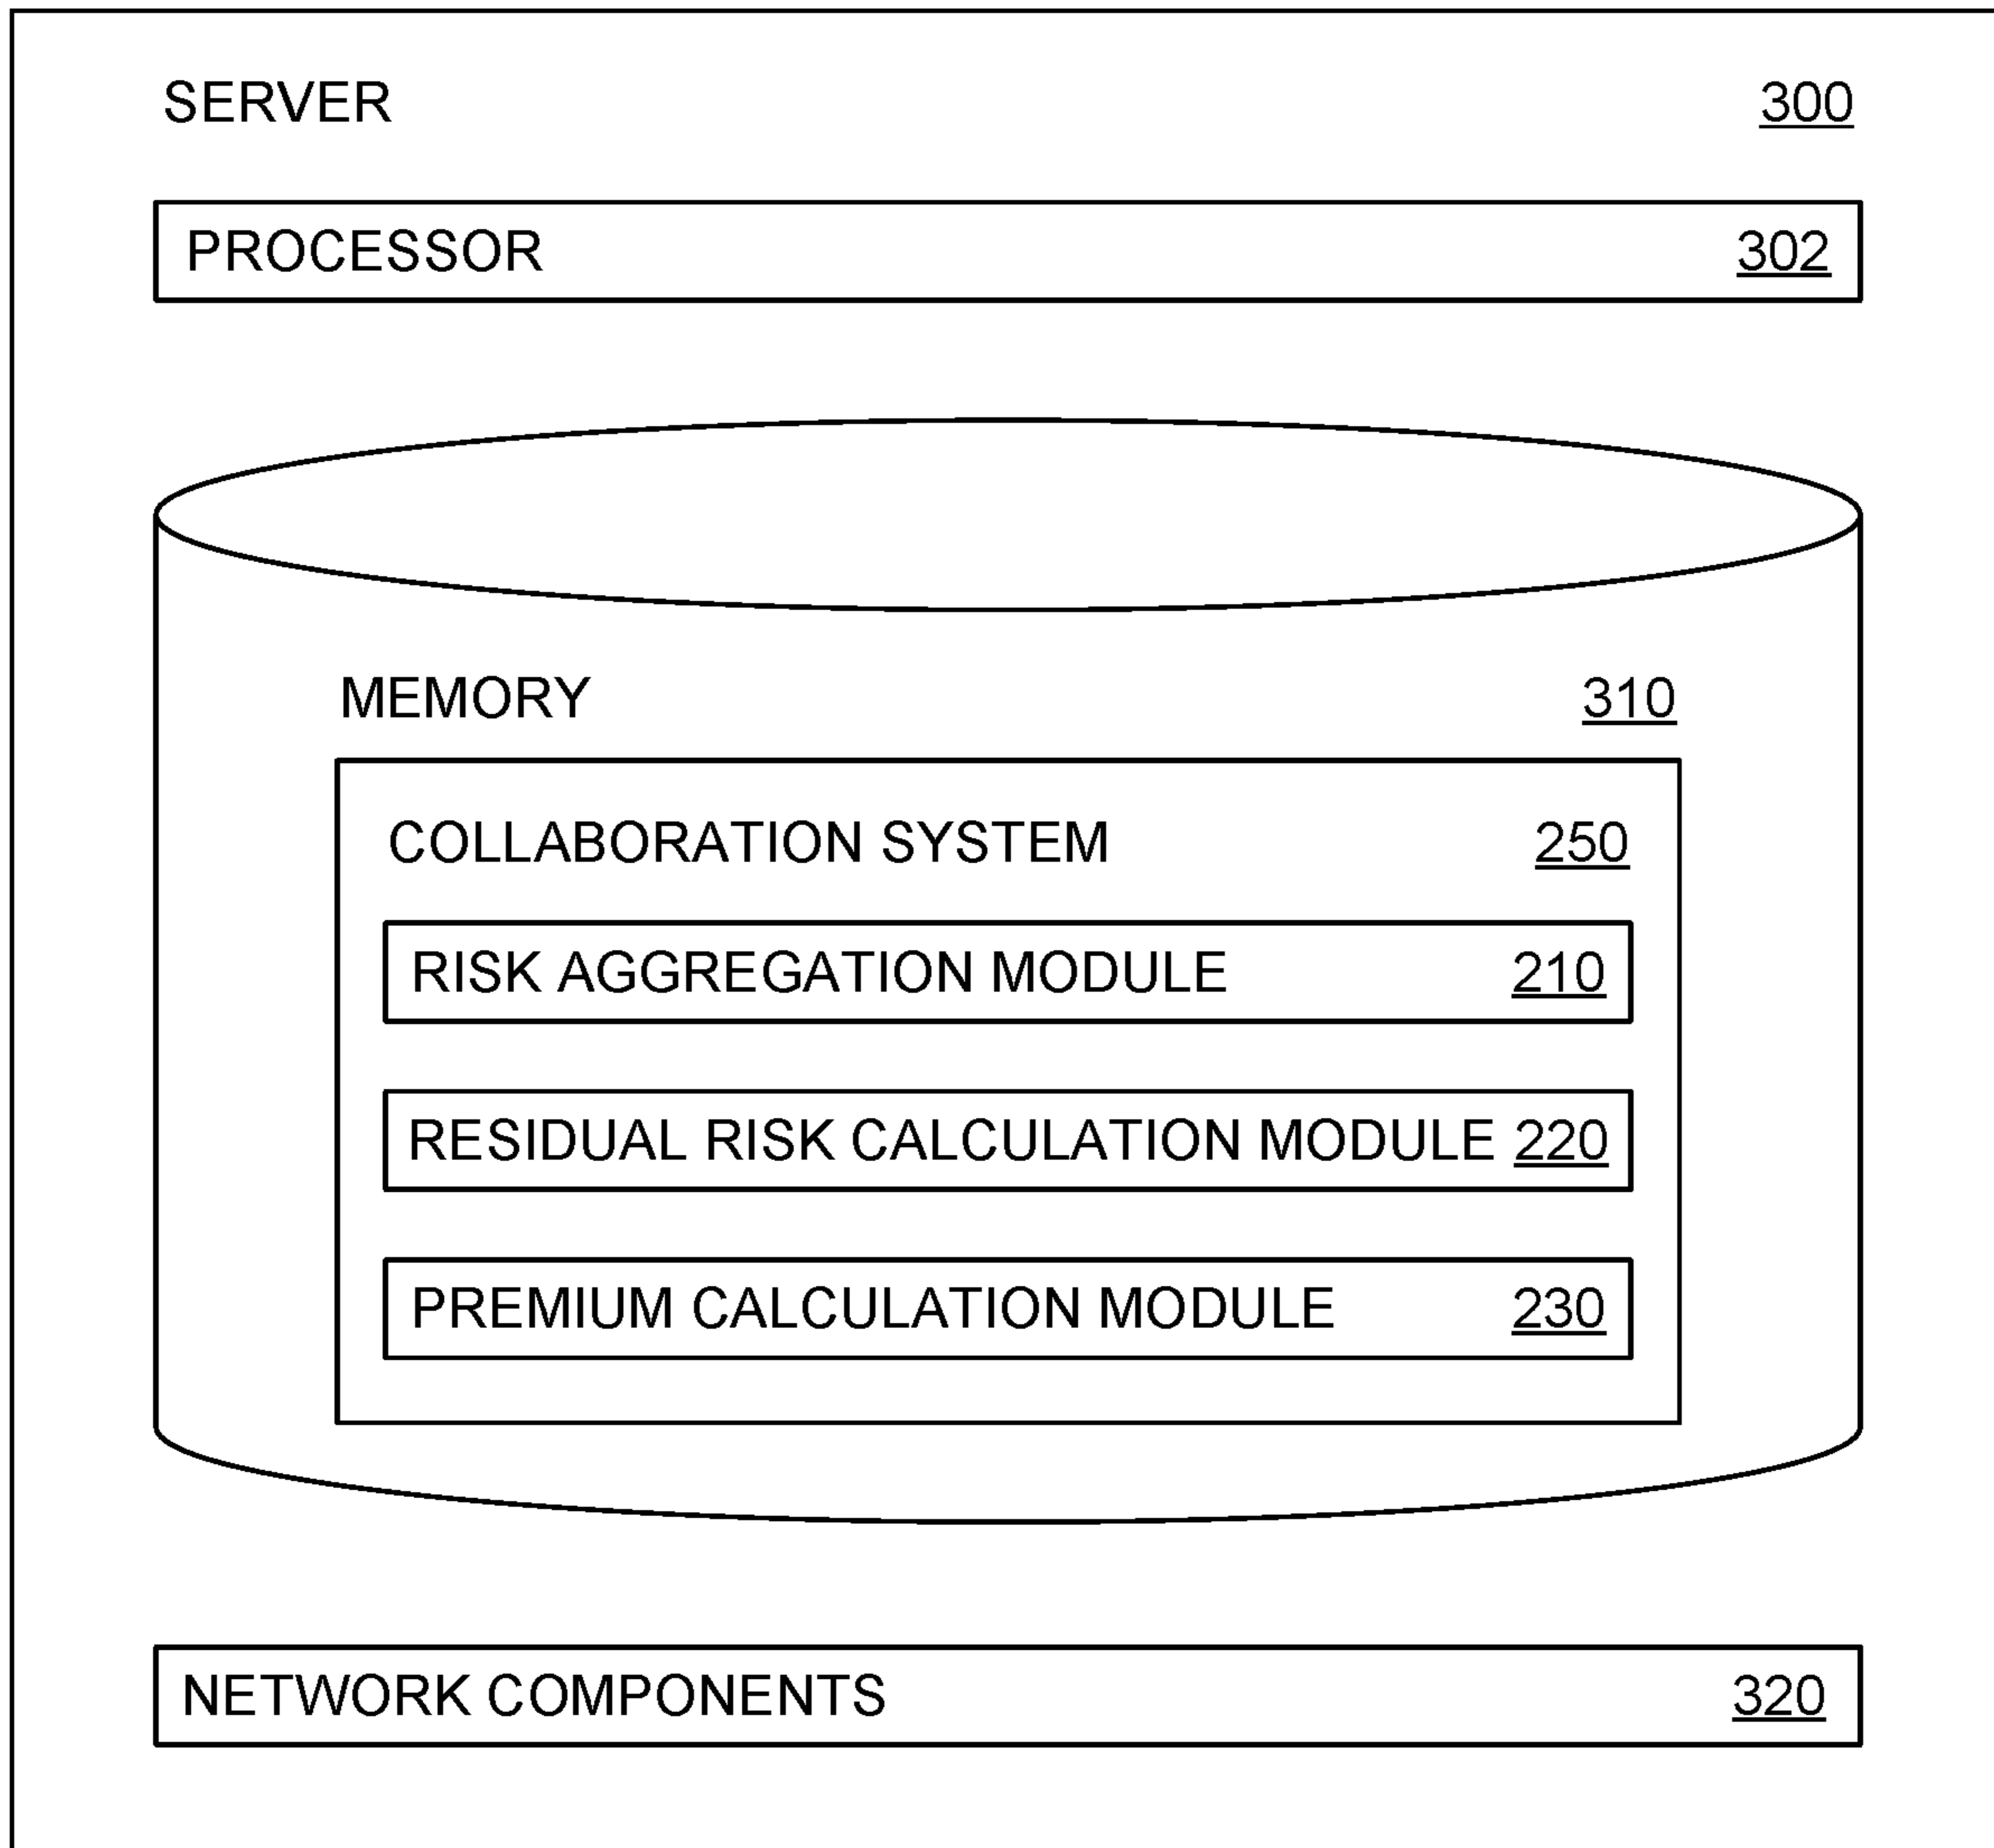 SERVER 300
PROCESSOR 302
MEMORY 310
COLLABORATION SYSTEM 250
RISK AGGREGATION MODULE 210
RESIDUAL RISK CALCULATION MODULE 220
PREMIUM CALCULATION MODULE 230
NETWORK COMPONENTS 320